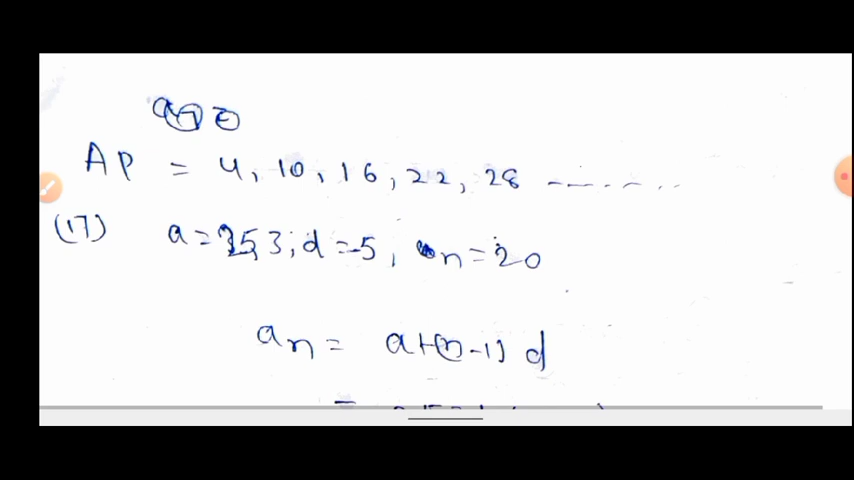 AP = 4, 10, 16, 22, 28 -------..
(17) a = 253; d = -5, n = 20
an = a+(n-1) d